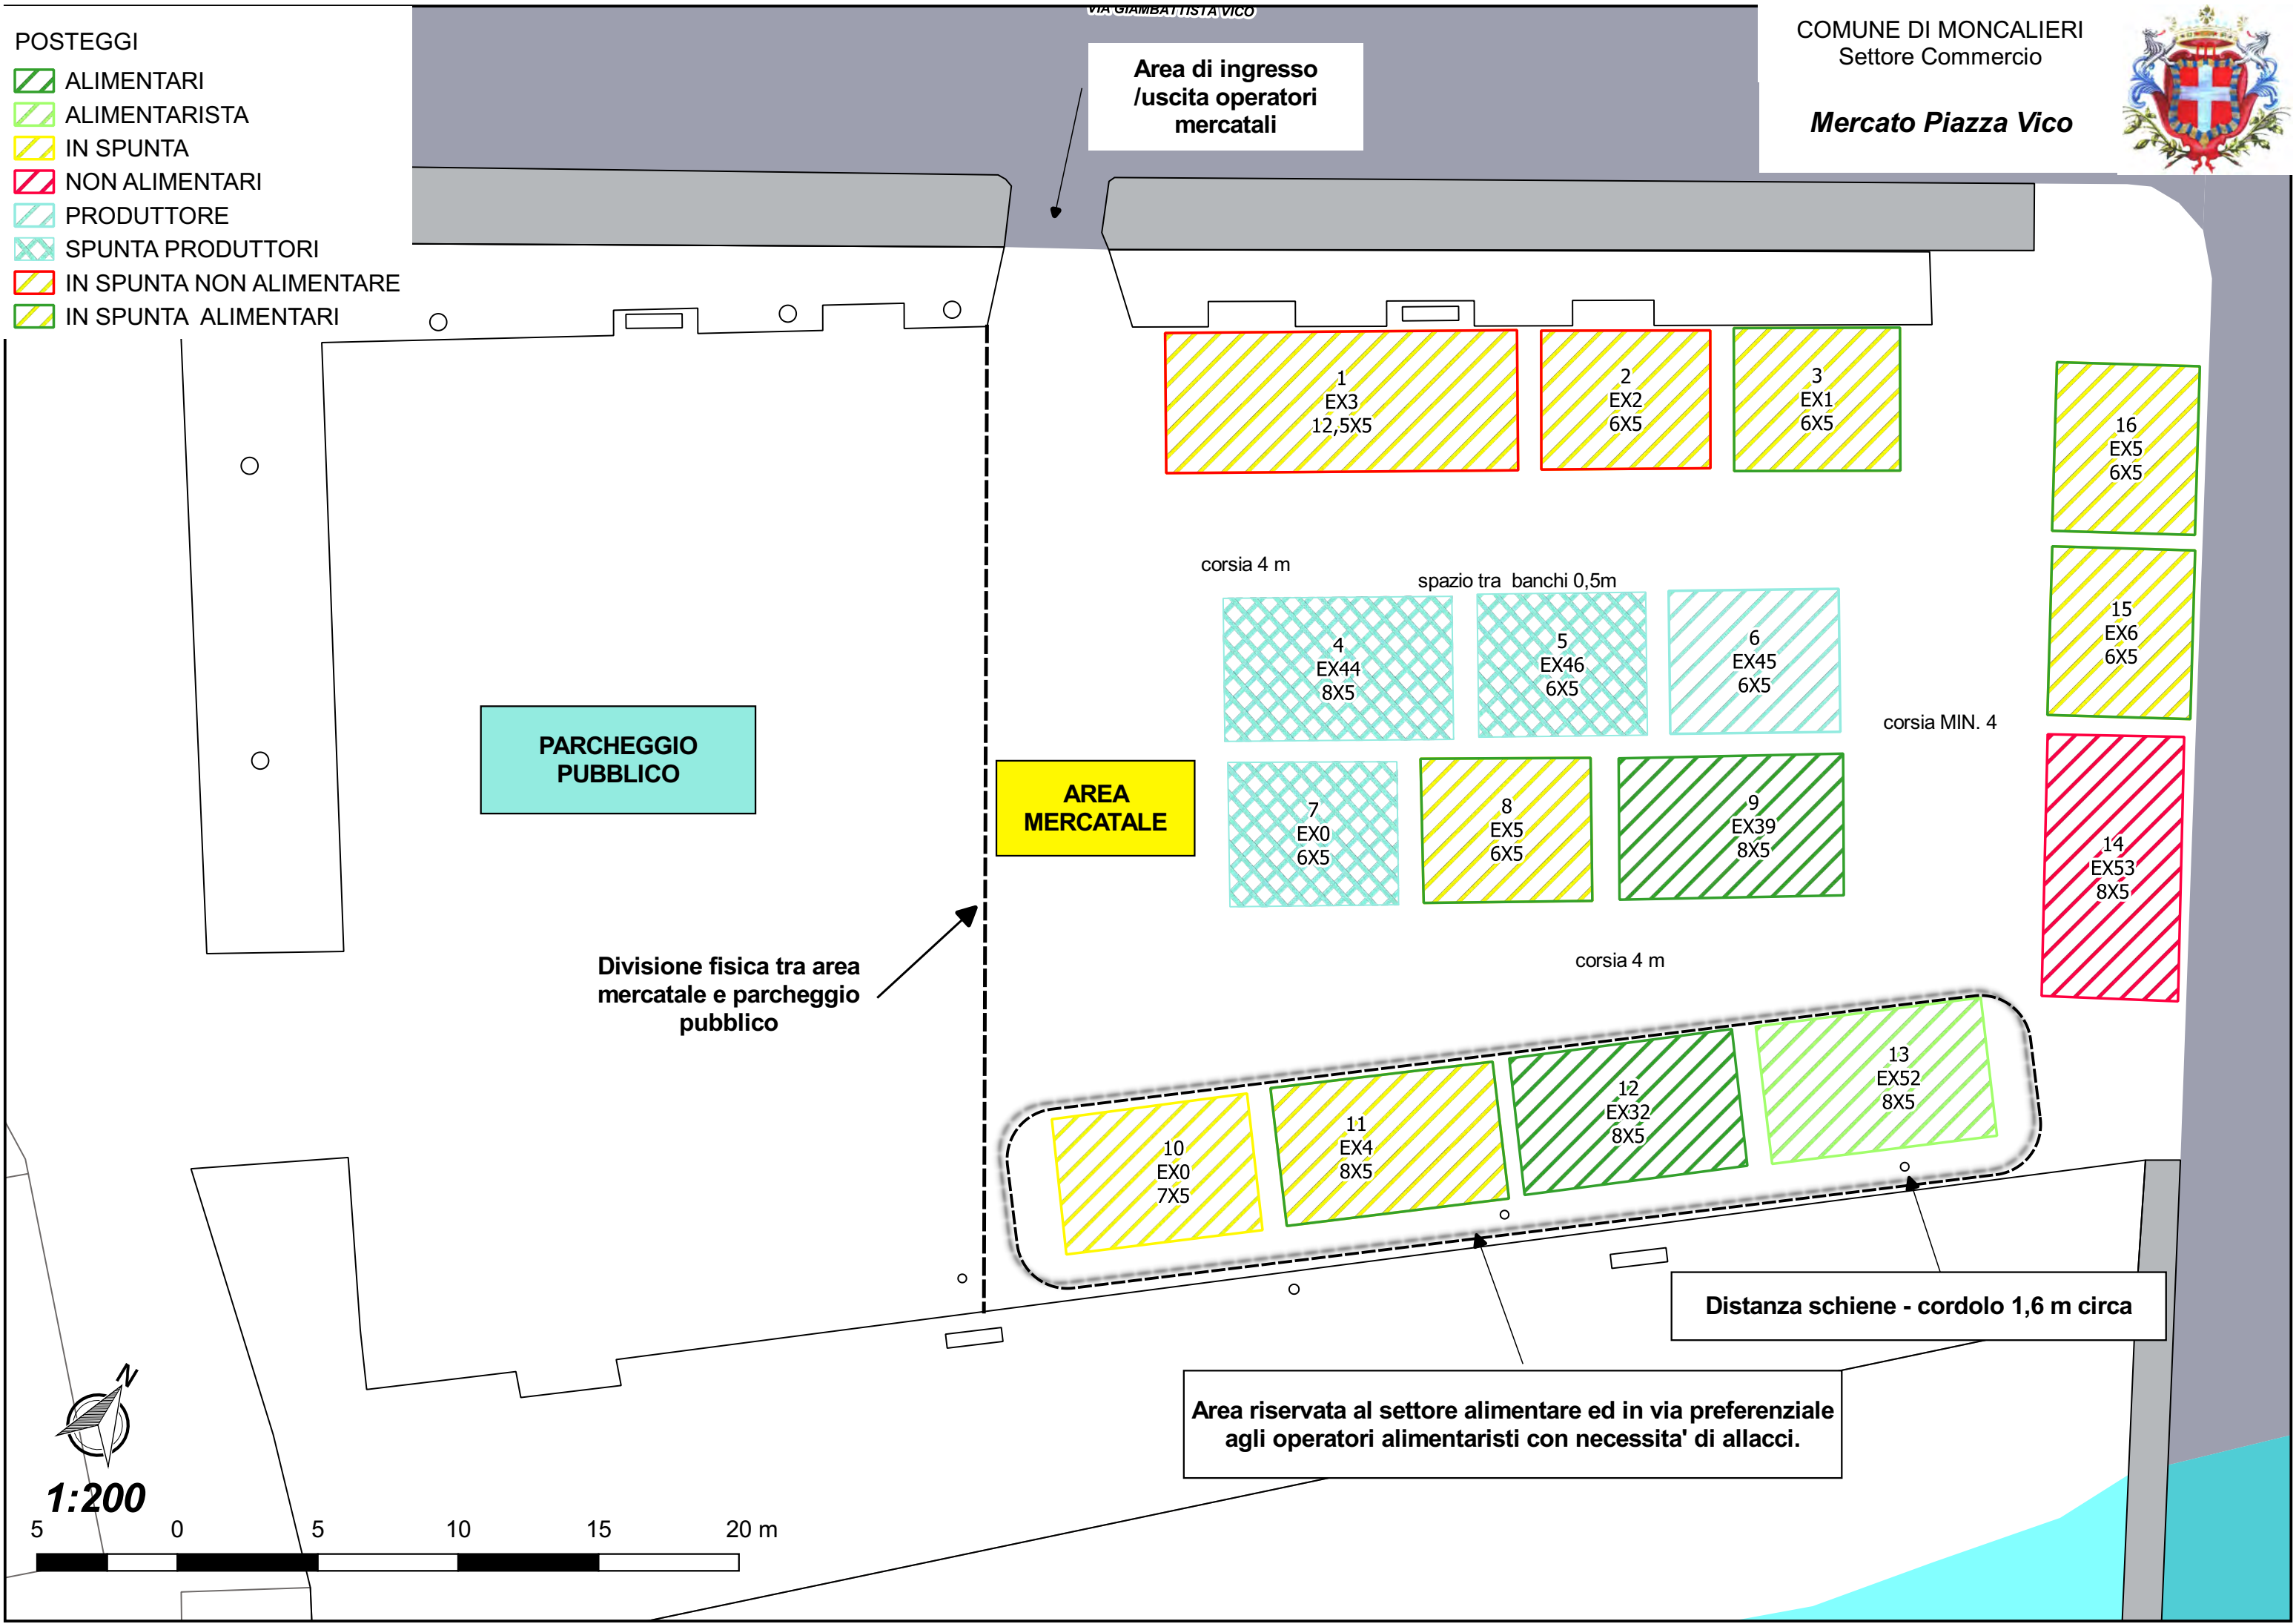 VIA GIAMBATTISTA VICO
POSTEGGI
ALIMENTARI
ALIMENTARISTA
IN SPUNTA
NON ALIMENTARI
PRODUTTORE
SPUNTA PRODUTTORI
IN SPUNTA NON ALIMENTARE
IN SPUNTA  ALIMENTARI
Area di ingresso
/uscita operatori
mercatali
COMUNE DI MONCALIERI
Settore Commercio
Mercato Piazza Vico
1
EX3
12,5X5
2
EX2
6X5
3
EX1
6X5
16
EX5
6X5
corsia 4 m
spazio tra  banchi 0,5m
4
EX44
8X5
5
EX46
6X5
6
EX45
6X5
15
EX6
6X5
corsia MIN. 4
PARCHEGGIO
PUBBLICO
AREA
MERCATALE
7
EX0
6X5
8
EX5
6X5
9
EX39
8X5
14
EX53
8X5
Divisione fisica tra area
mercatale e parcheggio
pubblico
corsia 4 m
10
EX0
7X5
11
EX4
8X5
12
EX32
8X5
13
EX52
8X5
Distanza schiene - cordolo 1,6 m circa
Area riservata al settore alimentare ed in via preferenziale
agli operatori alimentaristi con necessita' di allacci.
N
1:200
5 0 5 10 15 20 m